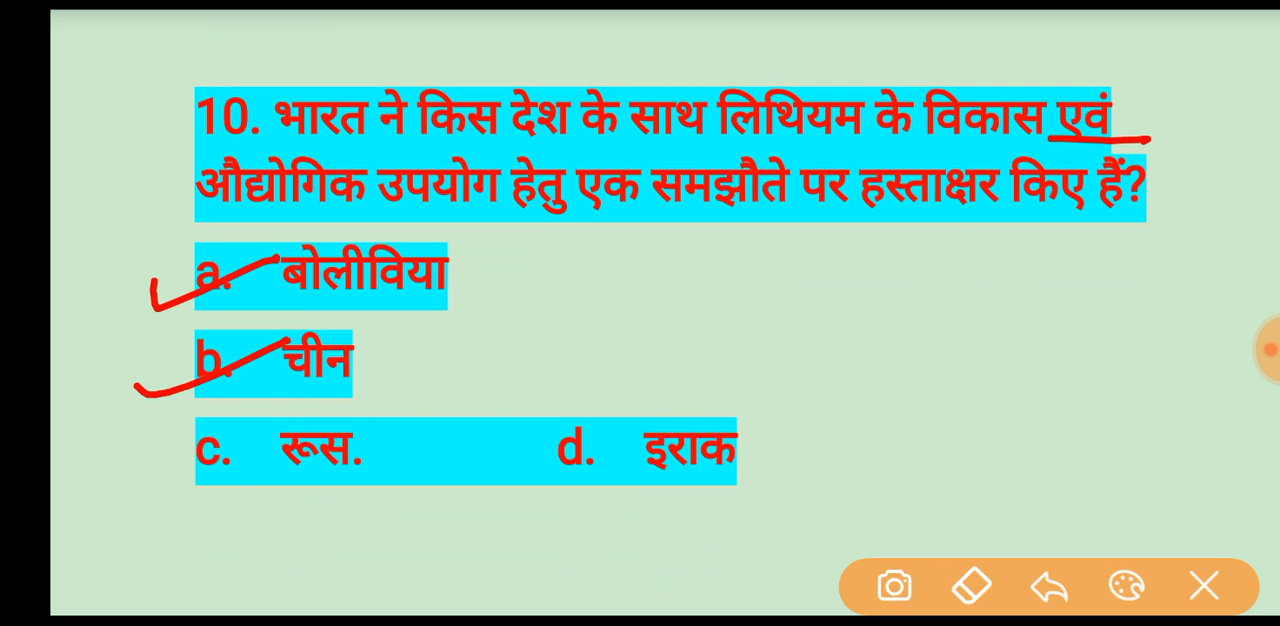 10. भारत ने किस देश के साथ लिथियम के विकास एवं
औद्योगिक उपयोग हेतु एक समझौते पर हस्ताक्षर किए हैं?
a. बोलीविया
b. चीन
c. रूस. d. इराक